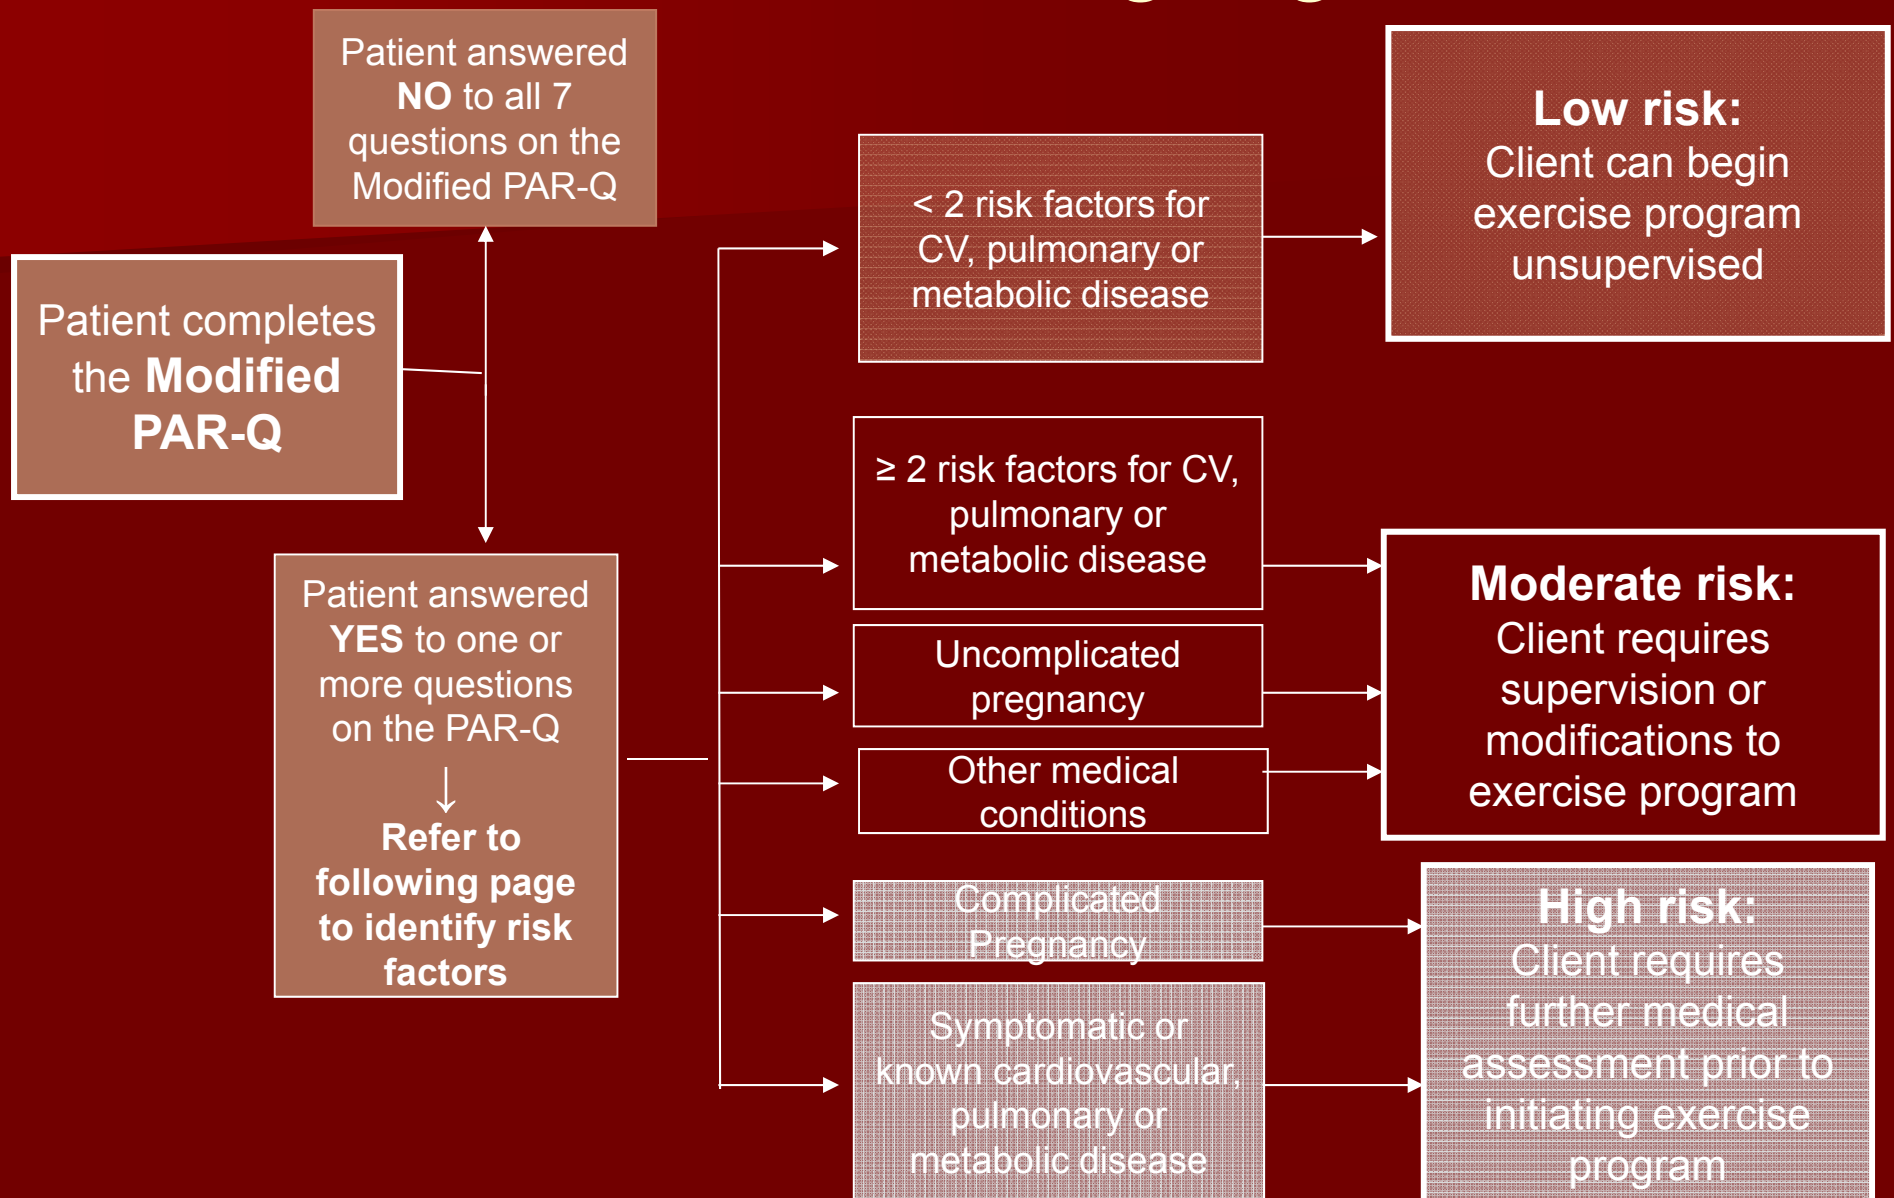 Patient answered
NO to all 7
questions on the
Modified PAR-Q
Patient completes
the Modified
PAR-Q
Patient answered
YES to one or
more questions
on the PAR-Q
↓
Refer to
following page
to identify risk
factors
< 2 risk factors for
CV, pulmonary or
metabolic disease
≥ 2 risk factors for CV,
pulmonary or
metabolic disease
Uncomplicated
pregnancy
Other medical
conditions
Complicated
Pregnancy
Symptomatic or
known cardiovascular,
pulmonary or
metabolic disease
Low risk:
Client can begin
exercise program
unsupervised
Moderate risk:
Client requires
supervision or
modifications to
exercise program
High risk:
Client requires
further medical
assessment prior to
initiating exercise
program